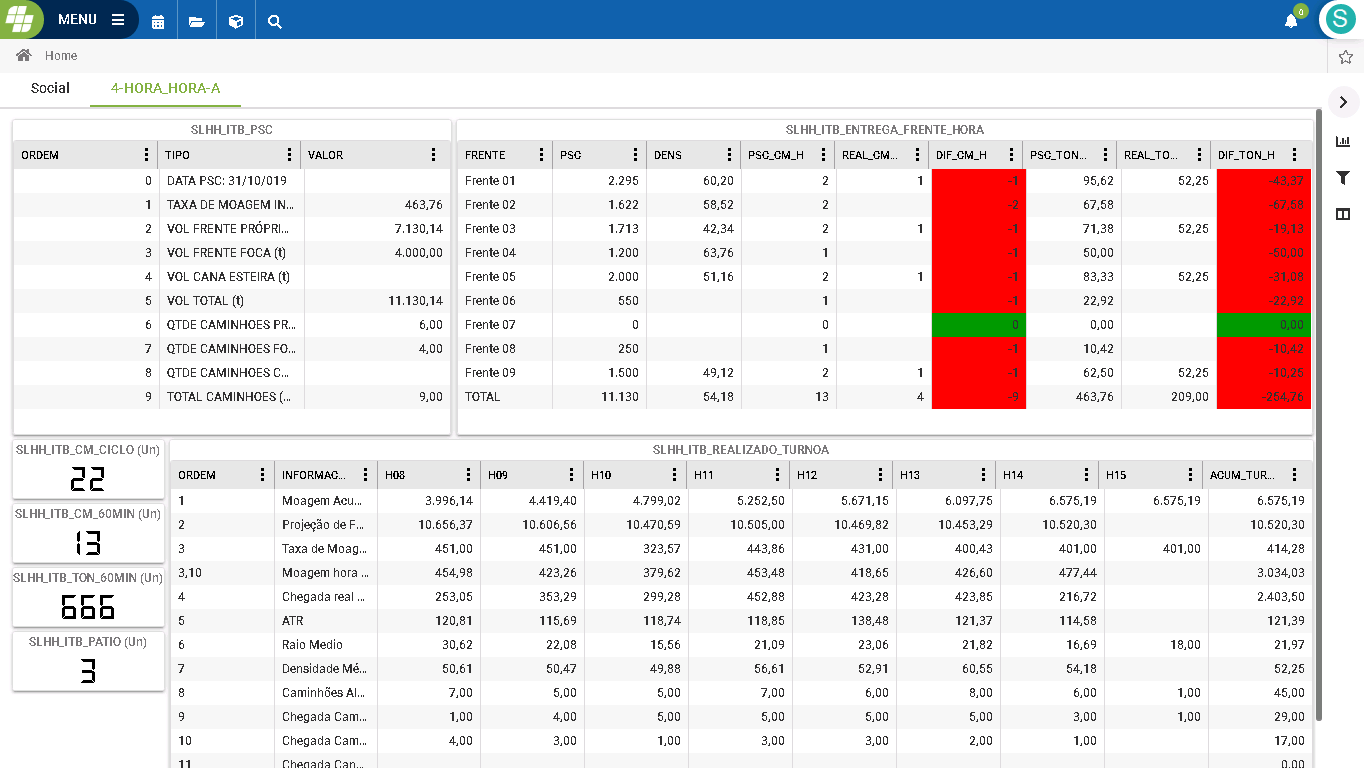 MENU
0
S
Home
Social 4-HORA_HORA-A
SLHH_ITB_PSC
ORDEM TIPO VALOR
0 DATA PSC: 31/10/019
1 TAXA DE MOAGEM IN... 463,76
2 VOL FRENTE PRÓPRI... 7.130,14
3 VOL FRENTE FOCA (t) 4.000,00
4 VOL CANA ESTEIRA (t)
5 VOL TOTAL (t) 11.130,14
6 QTDE CAMINHOES PR... 6,00
7 QTDE CAMINHOES FO... 4,00
8 QTDE CAMINHOES C...
9 TOTAL CAMINHOES (... 9,00
SLHH_ITB_ENTREGA_FRENTE_HORA
FRENTE PSC DENS PSC_CM_H REAL_CM... DIF_CM_H PSC_TON... REAL_TO... DIF_TON_H
Frente 01 2.295 60,20 2 1 -1 95,62 52,25 -43,37
Frente 02 1.622 58,52 2 -2 67,58 -67,58
Frente 03 1.713 42,34 2 1 -1 71,38 52,25 -19,13
Frente 04 1.200 63,76 1 -1 50,00 -50,00
Frente 05 2.000 51,16 2 1 -1 83,33 52,25 -31,08
Frente 06 550 1 -1 22,92 -22,92
Frente 07 0 0 0 0,00 0,00
Frente 08 250 1 -1 10,42 -10,42
Frente 09 1.500 49,12 2 1 -1 62,50 52,25 -10,25
TOTAL 11.130 54,18 13 4 -9 463,76 209,00 -254,76
SLHH_ITB_CM_CICLO (Un)
22
SLHH_ITB_CM_60MIN (Un)
13
SLHH_ITB_TON_60MIN (Un)
666
SLHH_ITB_PATIO (Un)
3
SLHH_ITB_REALIZADO_TURNOA
ORDEM INFORMAC... H08 H09 H10 H11 H12 H13 H14 H15 ACUM_TUR...
1 Moagem Acu... 3.996,14 4.419,40 4.799,02 5.252,50 5.671,15 6.097,75 6.575,19 6.575,19 6.575,19
2 Projeção de F... 10.656,37 10.606,56 10.470,59 10.505,00 10.469,82 10.453,29 10.520,30 10.520,30
3 Taxa de Moag... 451,00 451,00 323,57 443,86 431,00 400,43 401,00 401,00 414,28
3,10 Moagem hora ... 454,98 423,26 379,62 453,48 418,65 426,60 477,44 3.034,03
4 Chegada real ... 253,05 353,29 299,28 452,88 423,28 423,85 216,72 2.403,50
5 ATR 120,81 115,69 118,74 118,85 138,48 121,37 114,58 121,39
6 Raio Medio 30,62 22,08 15,56 21,09 23,06 21,82 16,69 18,00 21,97
7 Densidade Mé... 50,61 50,47 49,88 56,61 52,91 60,55 54,18 52,25
8 Caminhões Al... 7,00 5,00 5,00 7,00 6,00 8,00 6,00 1,00 45,00
9 Chegada Cam... 1,00 4,00 5,00 5,00 5,00 5,00 3,00 1,00 29,00
10 Chegada Cam... 4,00 3,00 1,00 3,00 3,00 2,00 1,00 17,00
11 Chegada Can... 0,00